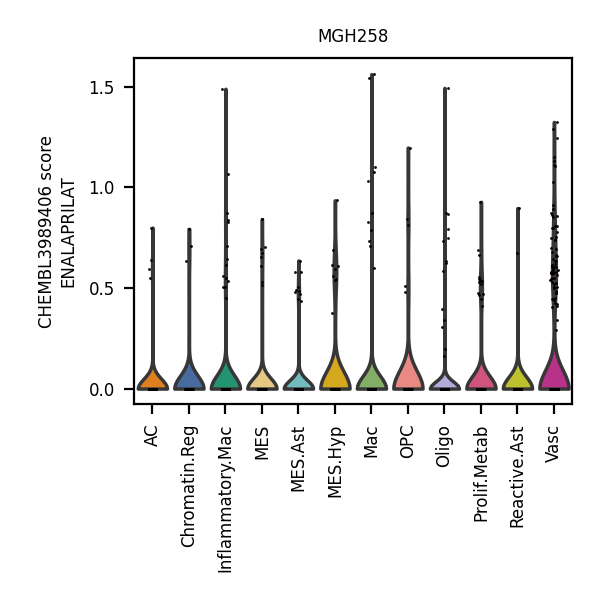 MGH258
CHEMBL3989406 score
ENALAPRILAT
1.5
1.0
0.5
0.0
AC
Chromatin.Reg
Inflammatory.Mac
MES
MES.Ast
MES.Hyp
Mac
OPC
Oligo
Prolif.Metab
Reactive.Ast
Vasc